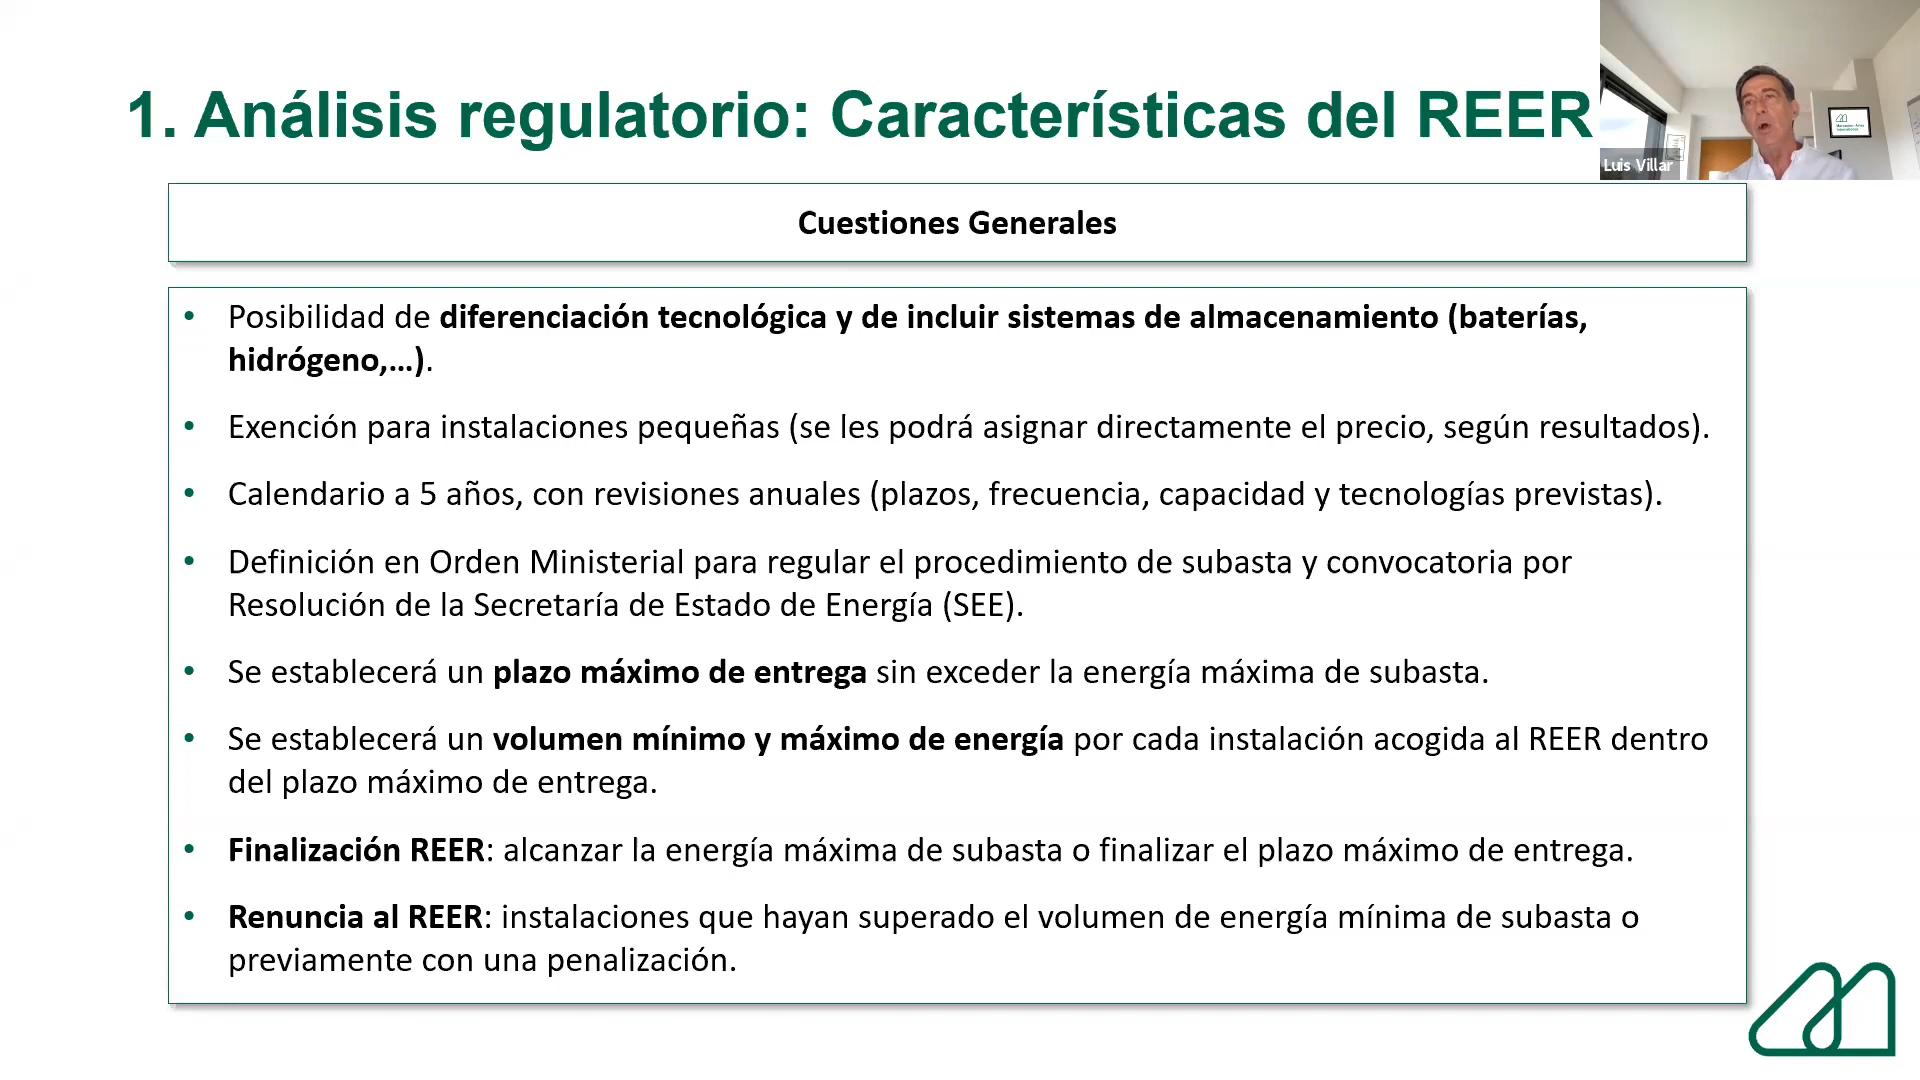 1. Análisis regulatorio: Características del REER
Luis Villar
Cuestiones Generales
• Posibilidad de diferenciación tecnológica y de incluir sistemas de almacenamiento (baterías,
hidrógeno,...).
• Exención para instalaciones pequeñas (se les podrá asignar directamente el precio, según resultados).
• Calendario a 5 años, con revisiones anuales (plazos, frecuencia, capacidad y tecnologías previstas).
• Definición en Orden Ministerial para regular el procedimiento de subasta y convocatoria por
Resolución de la Secretaría de Estado de Energía (SEE).
• Se establecerá un plazo máximo de entrega sin exceder la energía máxima de subasta.
• Se establecerá un volumen mínimo y máximo de energía por cada instalación acogida al REER dentro
del plazo máximo de entrega.
• Finalización REER: alcanzar la energía máxima de subasta o finalizar el plazo máximo de entrega.
• Renuncia al REER: instalaciones que hayan superado el volumen de energía mínima de subasta o
previamente con una penalización.